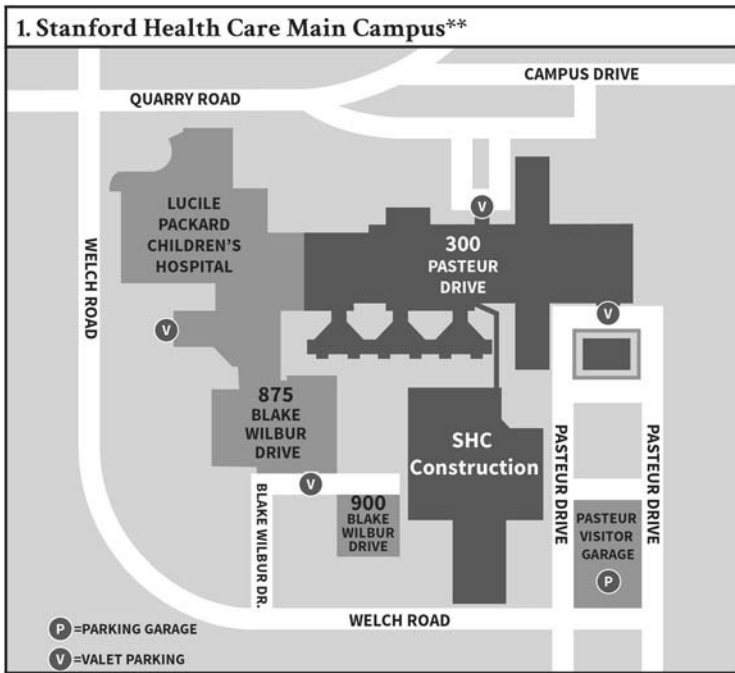 1. Stanford Health Care Main Campus**
CAMPUS DRIVE
QUARRY ROAD
LUCILE
PACKARD
CHILDREN'S
HOSPITAL
V
300
PASTEUR
DRIVE
WELCH ROAD
V
V
875
BLAKE
WILBUR
DRIVE
SHC
Construction
PASTEUR DRIVE
PASTEUR DRIVE
V
BLAKE WILBUR DR.
900
BLAKE
WILBUR
DRIVE
PASTEUR
VISITOR
GARAGE
P
WELCH ROAD
P =PARKING GARAGE
V =VALET PARKING